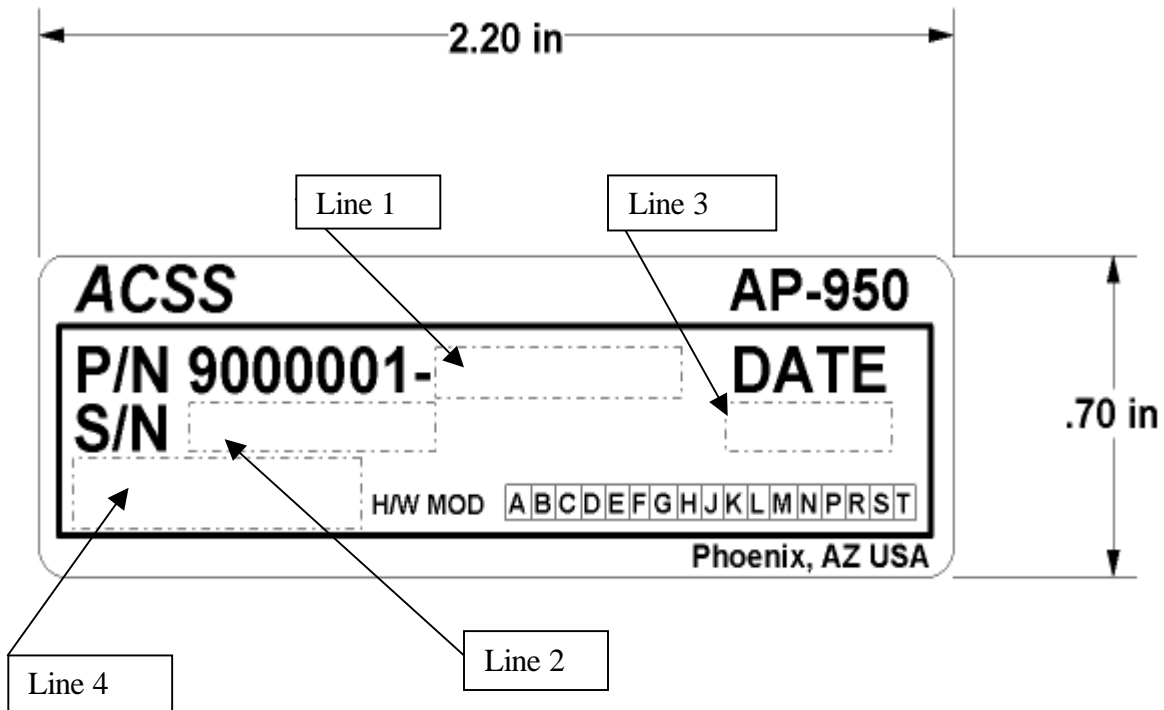 2.20 in
Line 1
Line 3
ACSS
AP-950
P/N 9000001-
DATE
S/N
.70 in
H/W MOD A B C D E F G H J K L M N P R S T
Phoenix, AZ USA
Line 2
Line 4